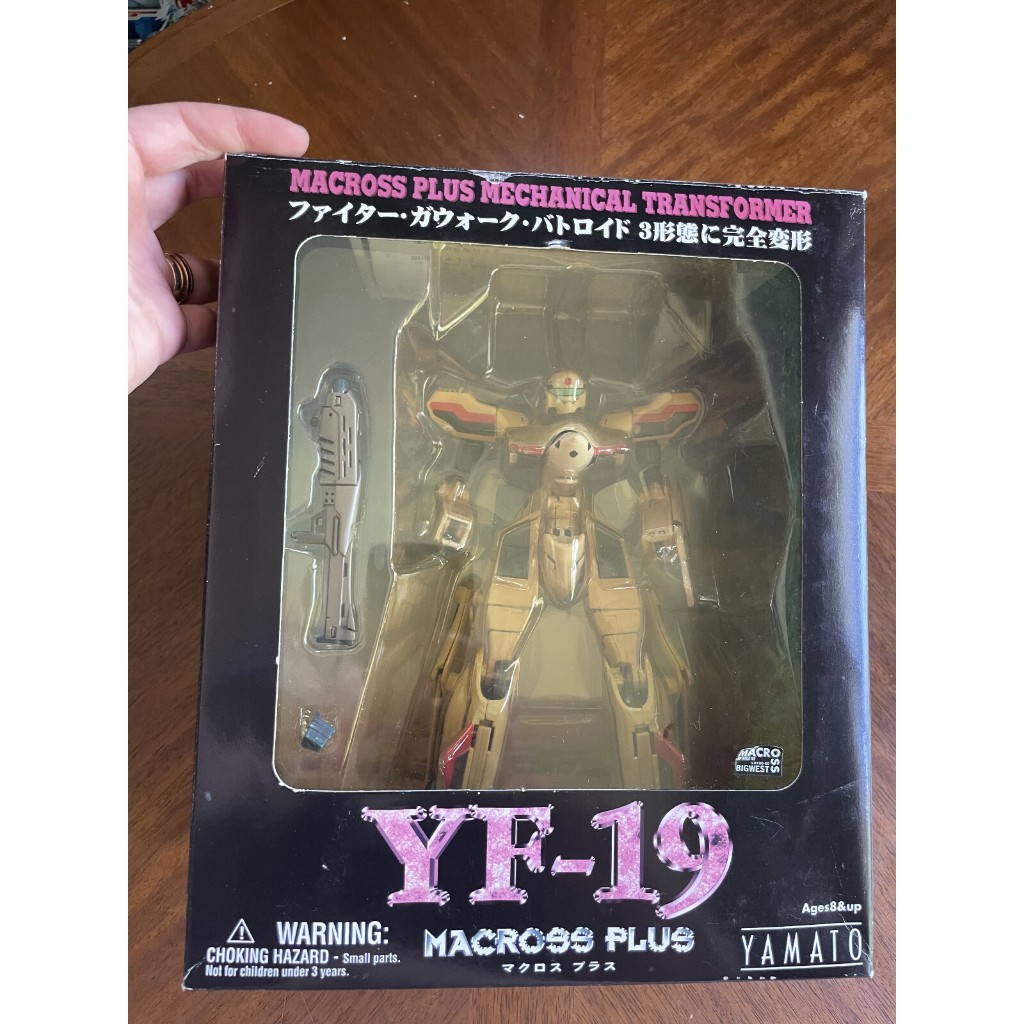 MACROSS PLUS MECHANICAL TRANSFORMER
ファイター・ガウォーク・バトロイド 3形態に完全変形
MACRO
SS
BIGWEST
YF-19
Ages8&up
WARNING:
CHOKING HAZARD - Small parts.
Not for children under 3 years.
MACROSS PLUS
マクロス プラス
YAMATO